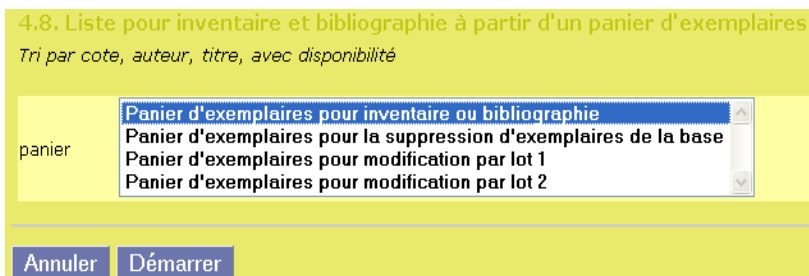 4.8. Liste pour inventaire et bibliographie à partir d'un panier d'exemplaires
Tri par cote, auteur, titre, avec disponibilité
panier
Panier d'exemplaires pour inventaire ou bibliographie
Panier d'exemplaires pour la suppression d'exemplaires de la base
Panier d'exemplaires pour modification par lot 1
Panier d'exemplaires pour modification par lot 2
Annuler Démarrer